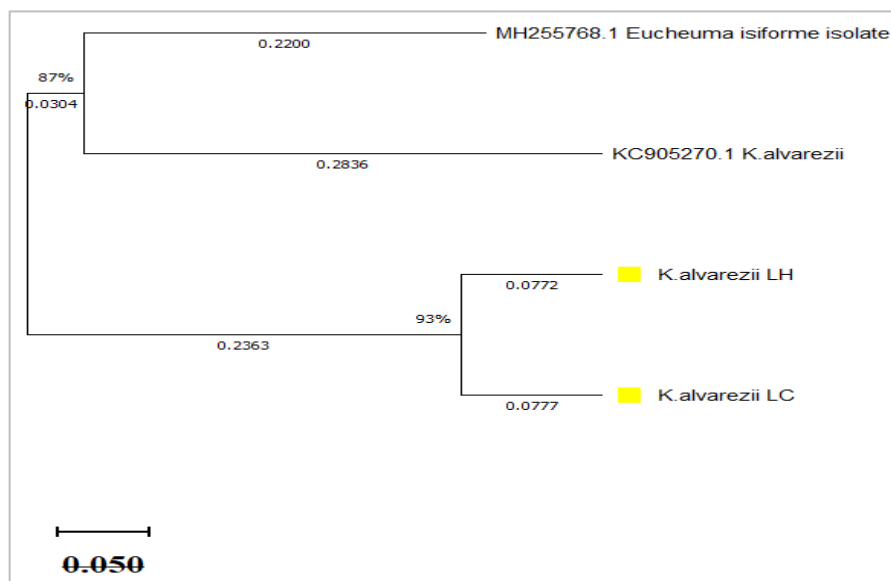 MH255768.1 Eucheuma isiforme isolate
0.2200
87%
0.0304
KC905270.1 K.alvarezii
0.2836
K.alvarezii LH
0.0772
93%
0.2363
K.alvarezii LC
0.0777
0.050